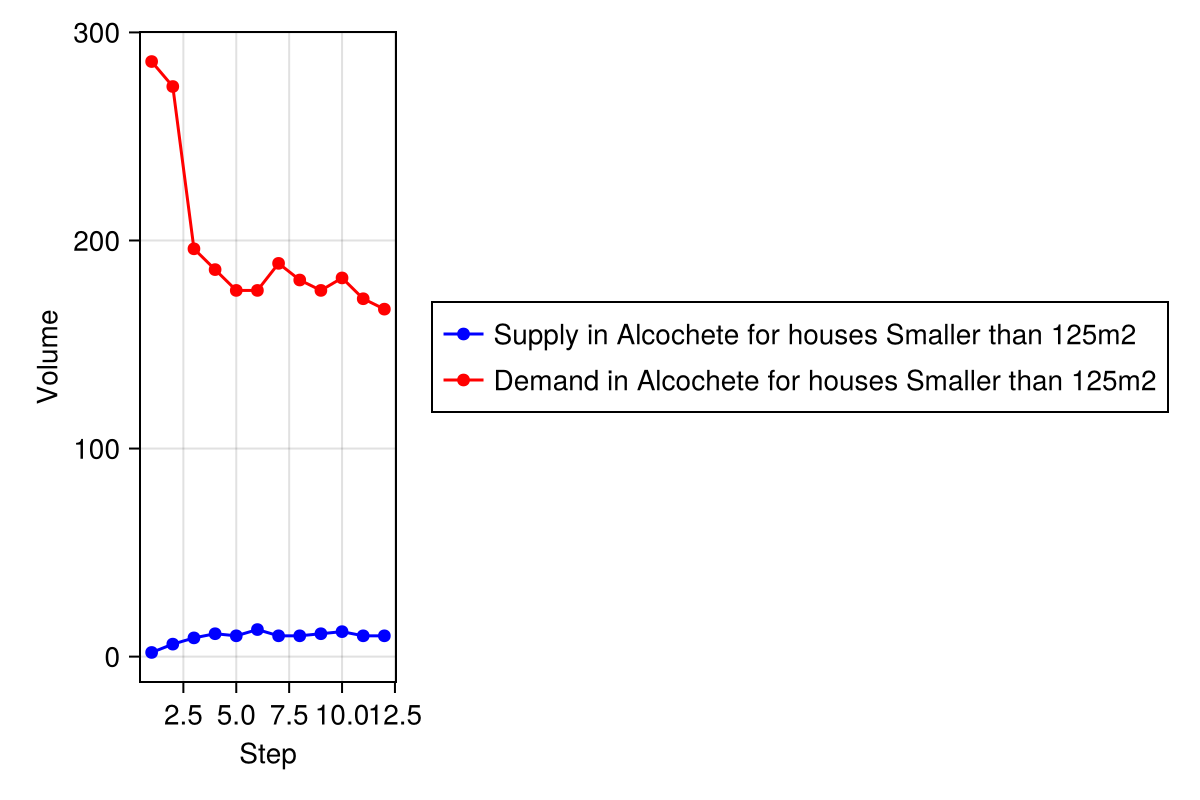 300
200
100
0
Volume
2.5 5.0 7.5 10.0 12.5
Step
Supply in Alcochete for houses Smaller than 125m2
Demand in Alcochete for houses Smaller than 125m2